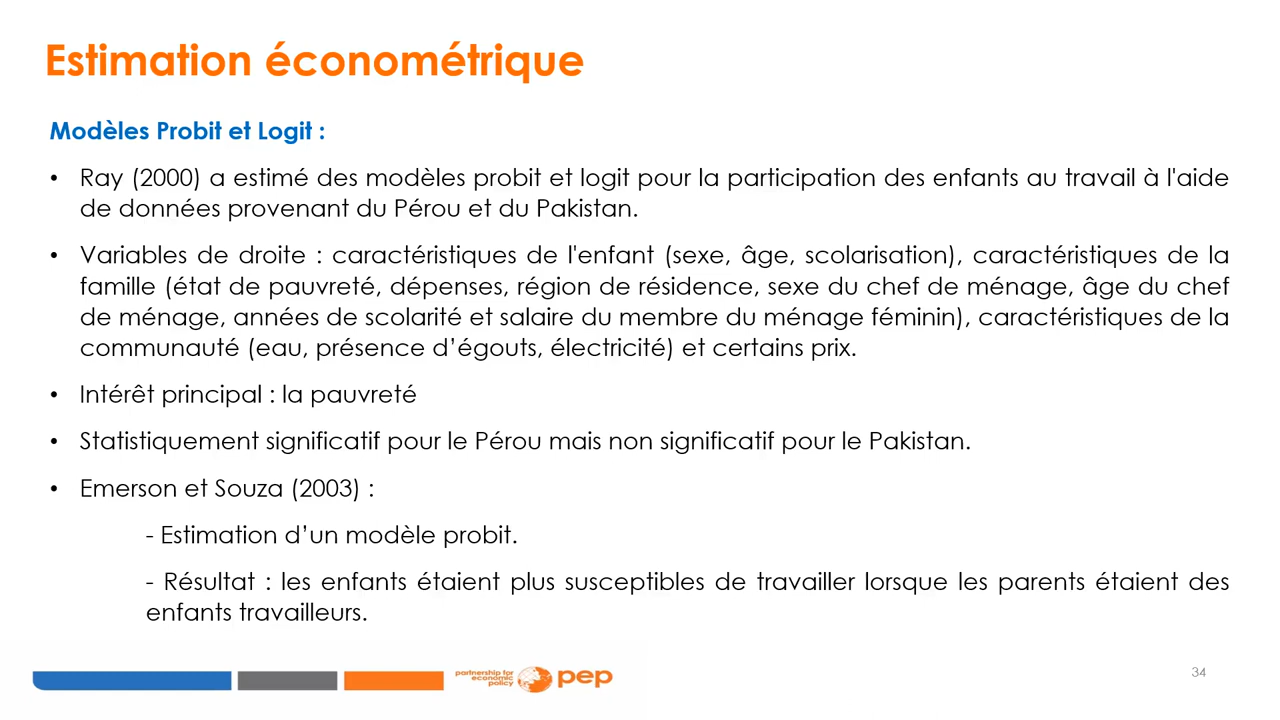 Estimation économétrique
Modèles Probit et Logit :
• Ray (2000) a estimé des modèles probit et logit pour la participation des enfants au travail à l'aide
de données provenant du Pérou et du Pakistan.
• Variables de droite : caractéristiques de l'enfant (sexe, âge, scolarisation), caractéristiques de la
famille (état de pauvreté, dépenses, région de résidence, sexe du chef de ménage, âge du chef
de ménage, années de scolarité et salaire du membre du ménage féminin), caractéristiques de la
communauté (eau, présence d’égouts, électricité) et certains prix.
• Intérêt principal : la pauvreté
• Statistiquement significatif pour le Pérou mais non significatif pour le Pakistan.
• Emerson et Souza (2003) :
- Estimation d’un modèle probit.
- Résultat : les enfants étaient plus susceptibles de travailler lorsque les parents étaient des
enfants travailleurs.
partnership for
economic
policy
pep
34